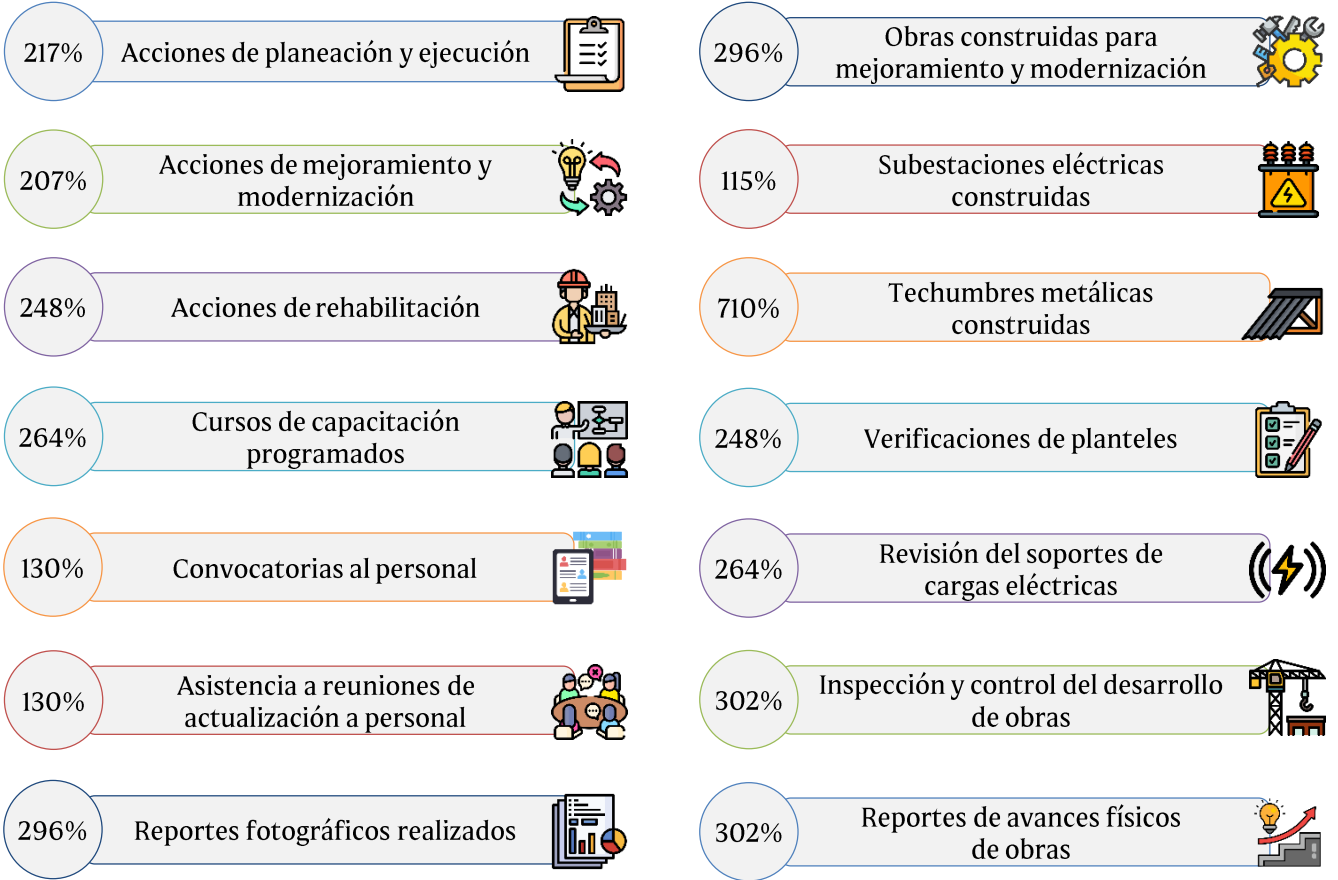 217%
Acciones de planeación y ejecución
207%
Acciones de mejoramiento y
modernización
248%
Acciones de rehabilitación
264%
Cursos de capacitación
programados
130%
Convocatorias al personal
130%
Asistencia a reuniones de
actualización a personal
296%
Reportes fotográficos realizados
296%
Obras construidas para
mejoramiento y modernización
115%
Subestaciones eléctricas
construidas
710%
Techumbres metálicas
construidas
248%
Verificaciones de planteles
264%
Revisión del soportes de
cargas eléctricas
302%
Inspección y control del desarrollo
de obras
302%
Reportes de avances físicos
de obras